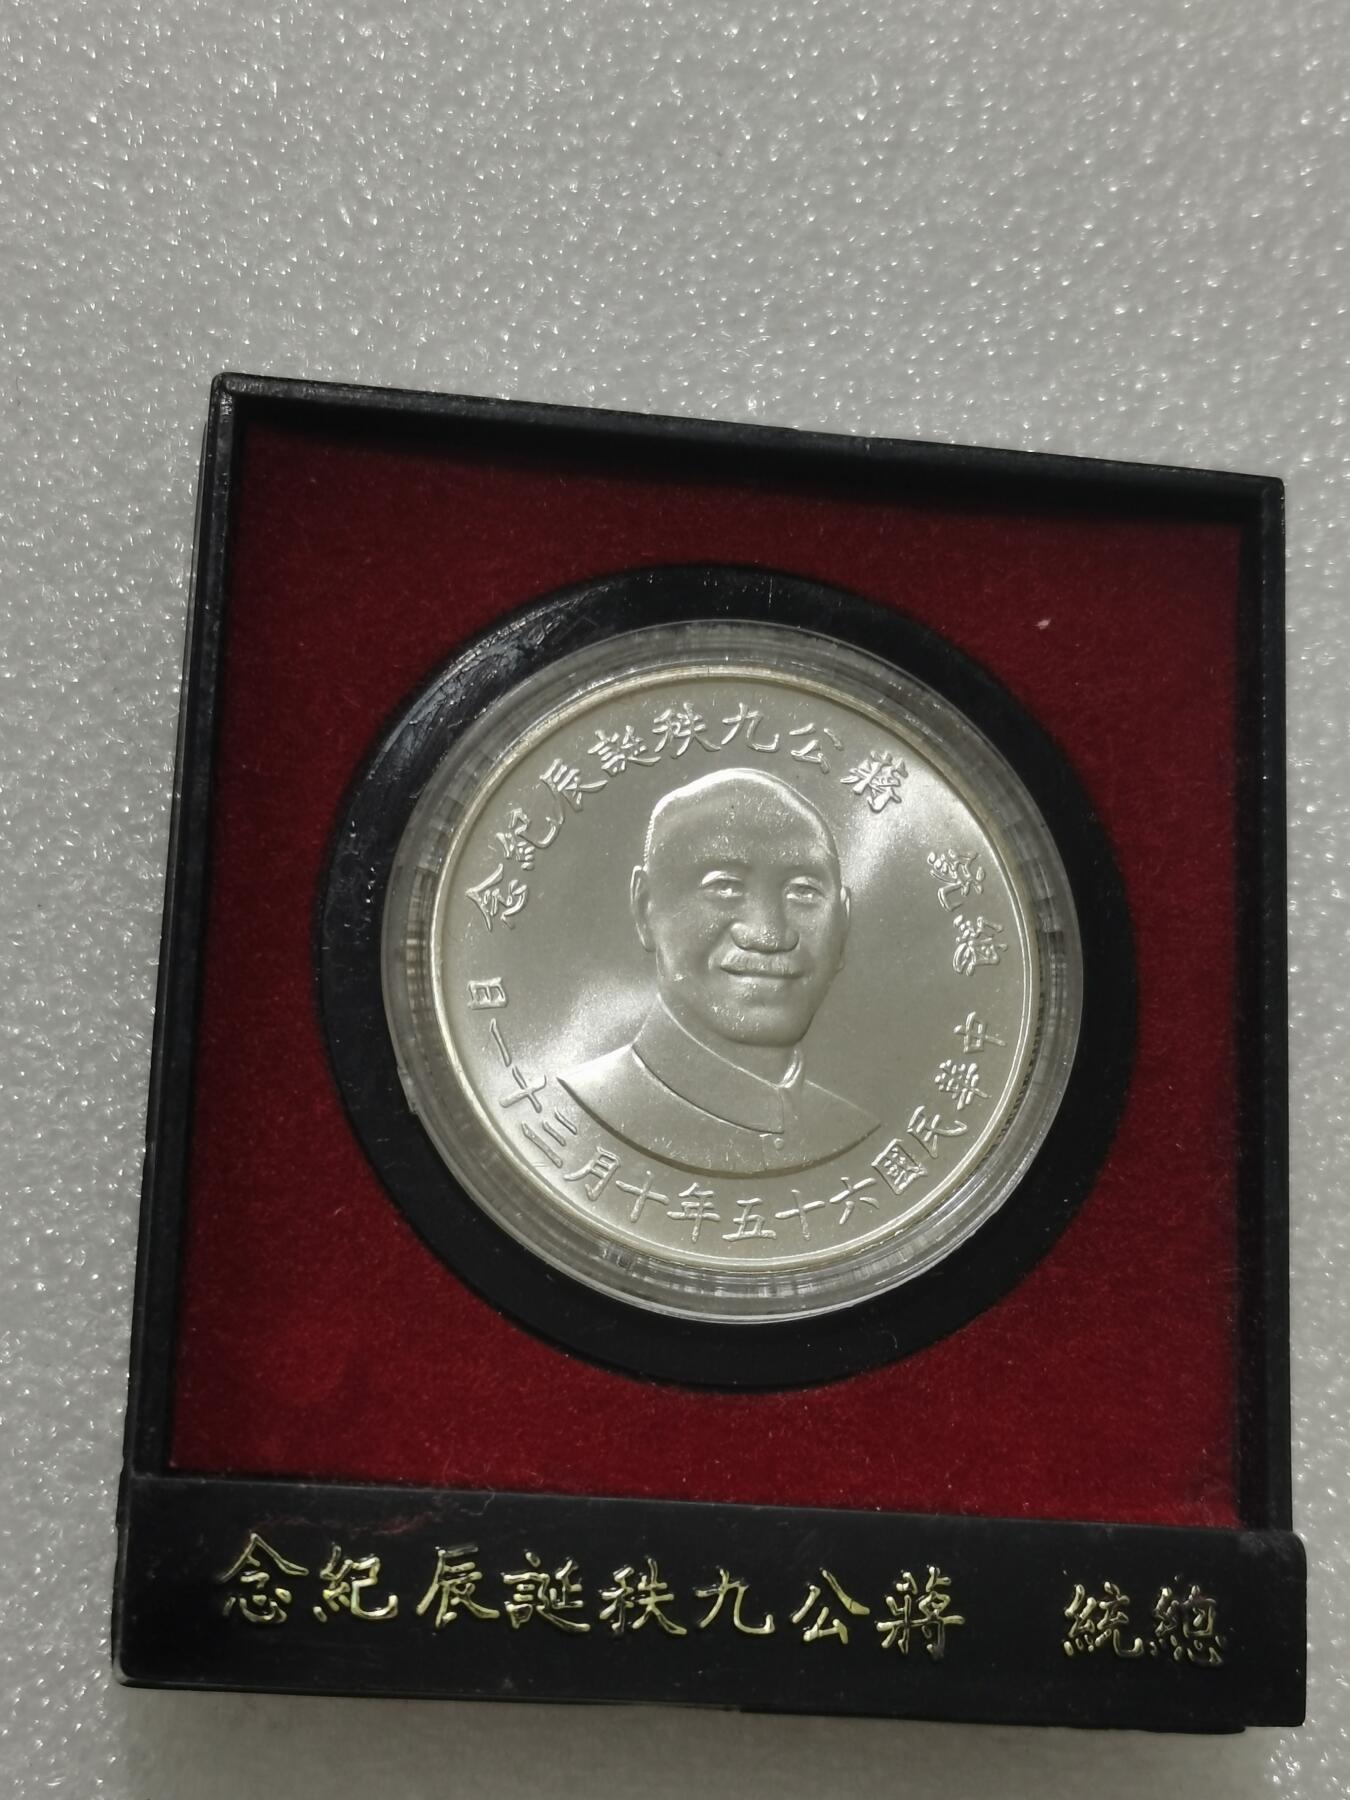 總統　蔣公九秩誕辰紀念
中華民國六十五年十月三十一日
總統　蔣公九秩誕辰紀念